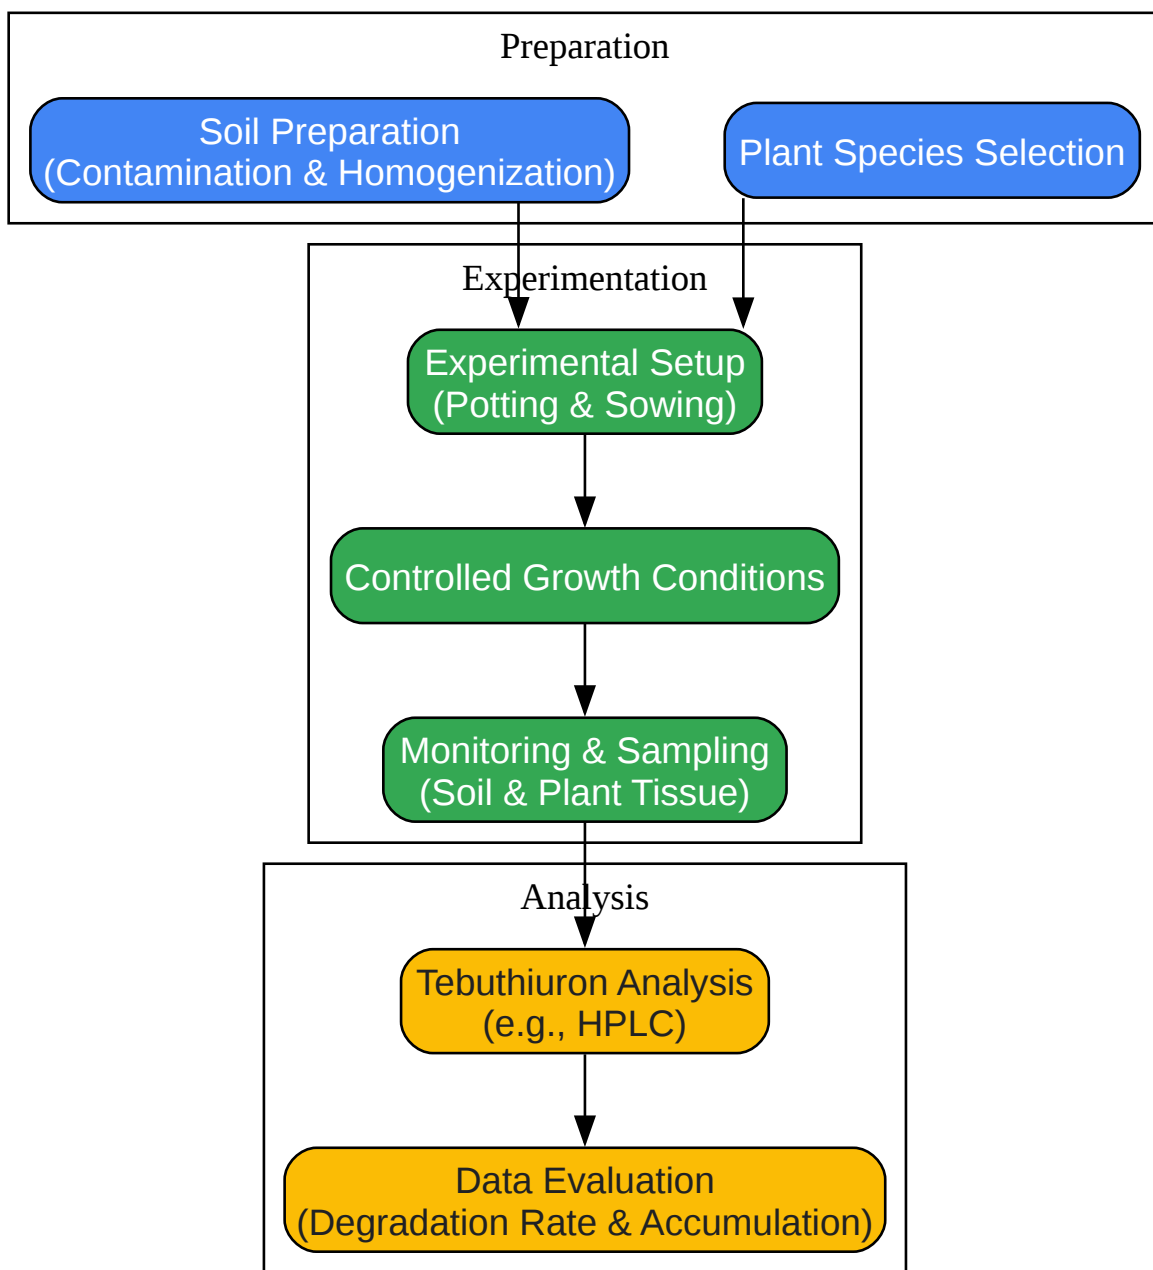 Preparation
Soil Preparation
(Contamination & Homogenization)
Plant Species Selection
Experimentation
Experimental Setup
(Potting & Sowing)
Controlled Growth Conditions
Monitoring & Sampling
(Soil & Plant Tissue)
Analysis
Tebuthiuron Analysis
(e.g., HPLC)
Data Evaluation
(Degradation Rate & Accumulation)